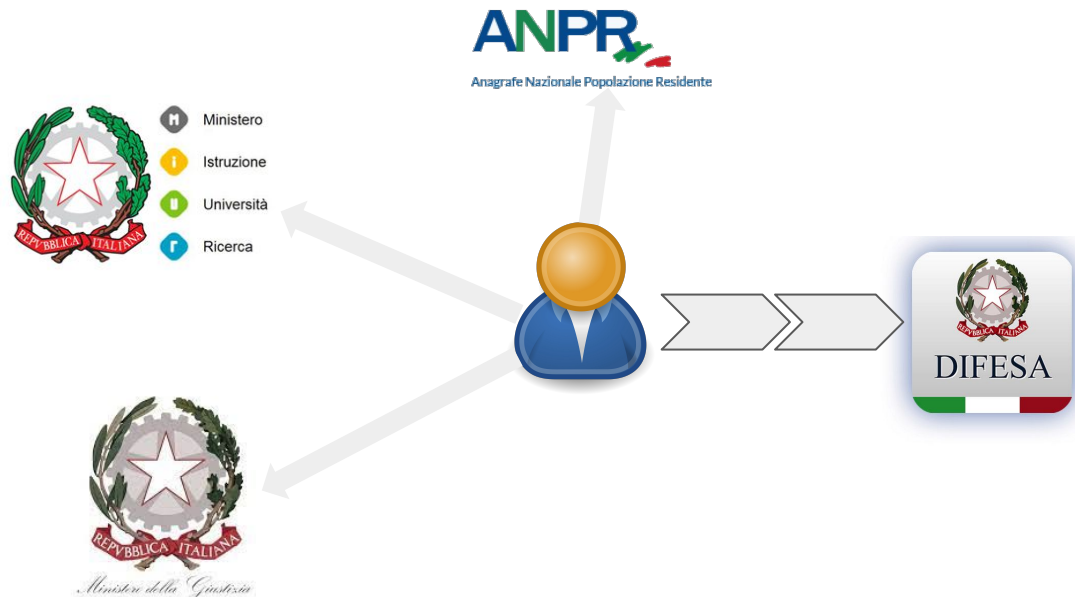 ANPR
Anagrafe Nazionale Popolazione Residente
M Ministero
i Istruzione
U Università
r Ricerca
REPVBBLICA ITALIANA
REPVBBLICA ITALIANA
DIFESA
REPVBBLICA ITALIANA
Ministero della Giustizia